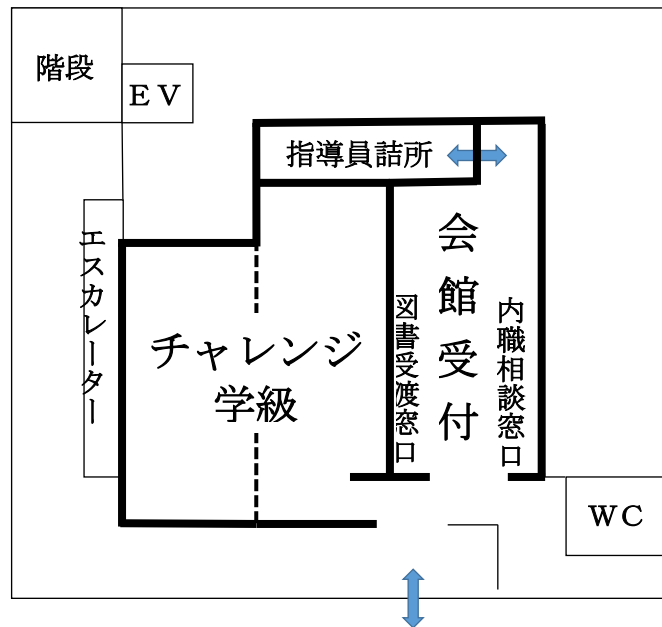 階段
ＥＶ
指導員詰所
エスカレーター
チャレンジ
学級
図書受渡窓口
会館受付
内職相談窓口
ＷＣ